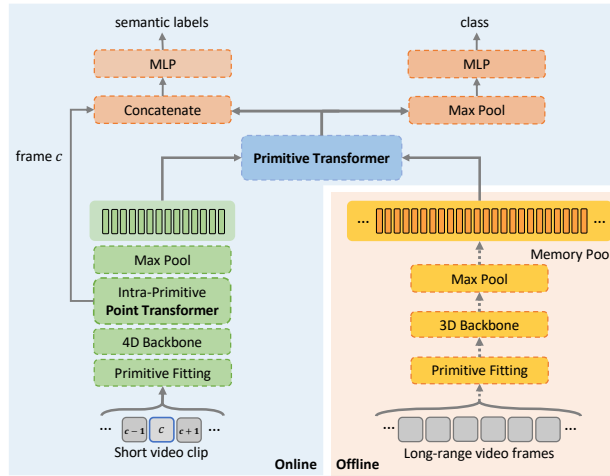 semantic labels
class
MLP
MLP
Concatenate
Max Pool
frame c
Primitive Transformer
... ...
Memory Pool
Max Pool
Max Pool
Intra-Primitive
Point Transformer
3D Backbone
4D Backbone
Primitive Fitting
Primitive Fitting
... c − 1 c c + 1 ...
... ...
Short video clip
Long-range video frames
Online
Offline